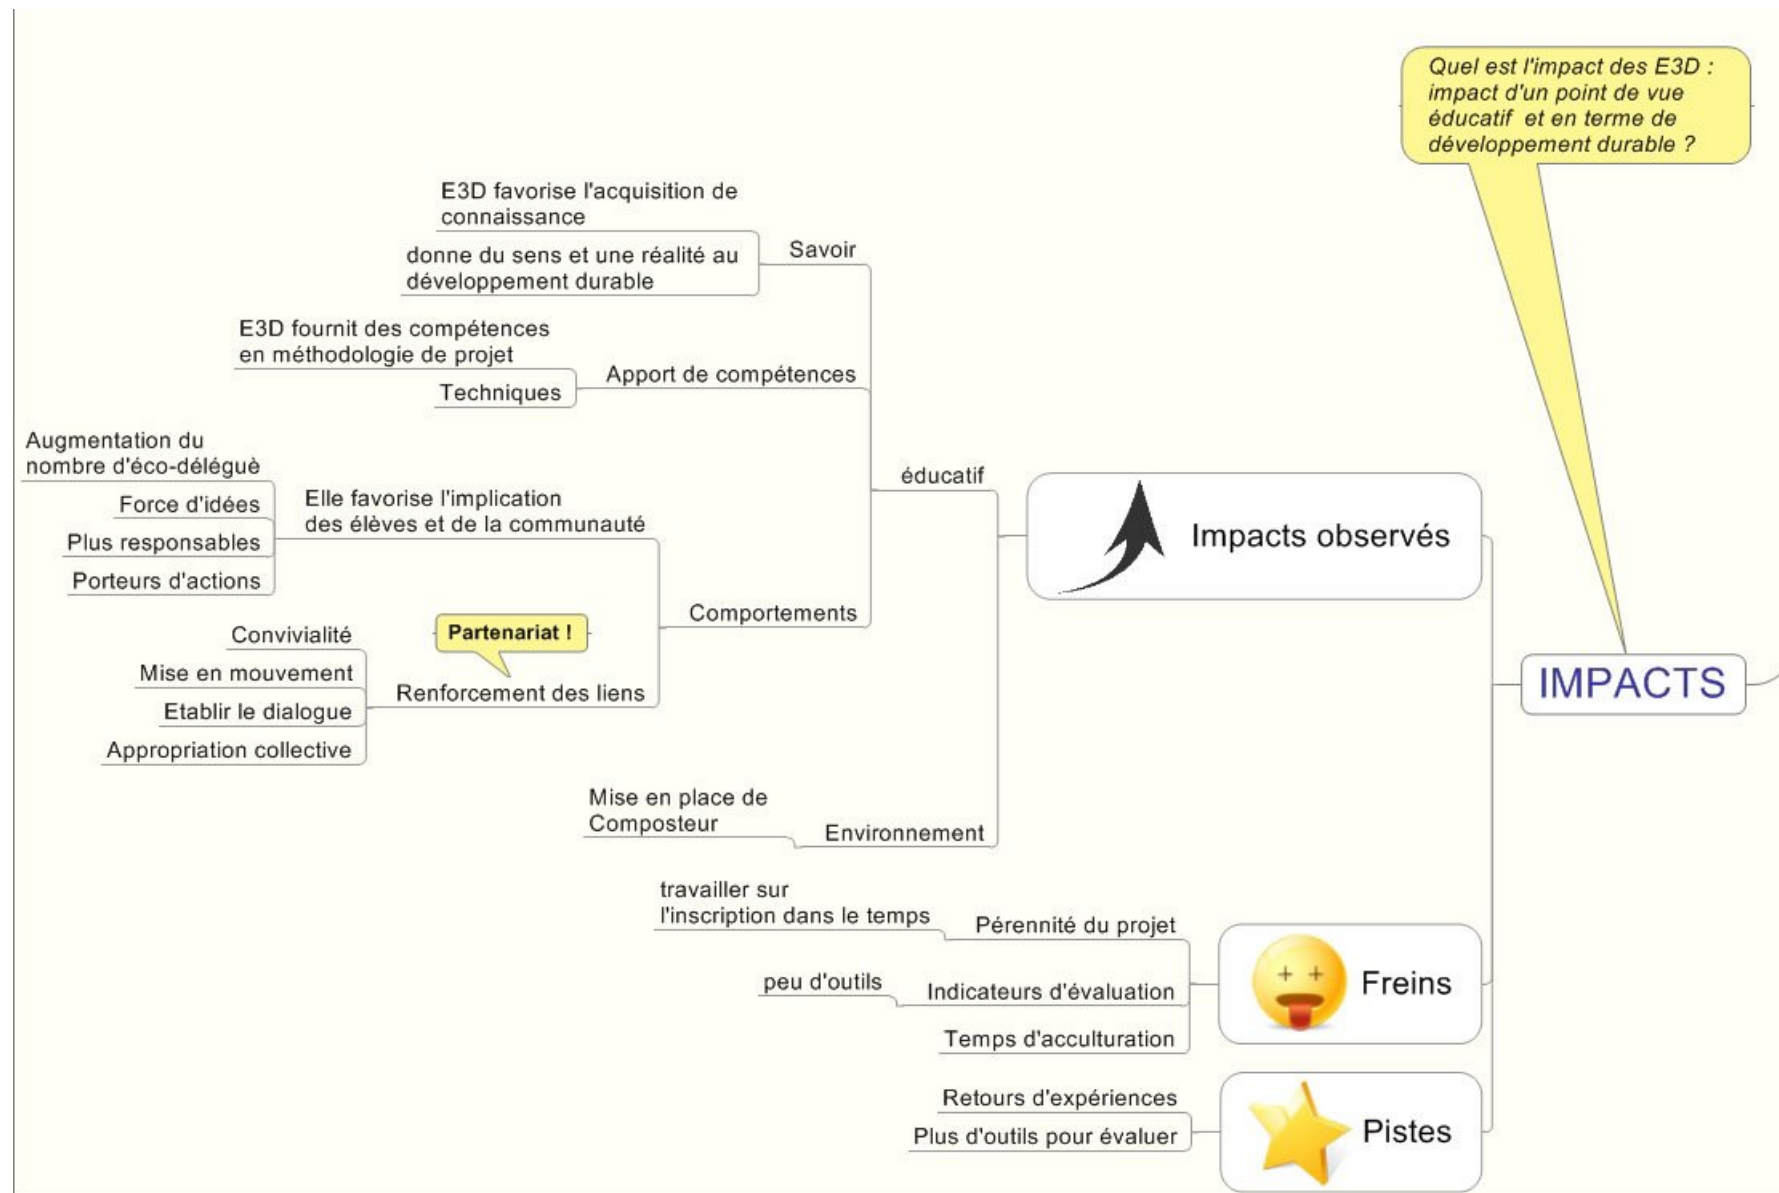 Quel est l'impact des E3D :
impact d'un point de vue
éducatif et en terme de
développement durable ?
IMPACTS
Impacts observés
éducatif
Savoir
E3D favorise l'acquisition de
connaissance
donne du sens et une réalité au
développement durable
Apport de compétences
E3D fournit des compétences
en méthodologie de projet
Techniques
Comportements
Elle favorise l'implication
des élèves et de la communauté
Augmentation du
nombre d'éco-déléguè
Force d'idées
Plus responsables
Porteurs d'actions
Partenariat !
Renforcement des liens
Convivialité
Mise en mouvement
Etablir le dialogue
Appropriation collective
Environnement
Mise en place de
Composteur
Freins
Pérennité du projet
travailler sur
l'inscription dans le temps
Indicateurs d'évaluation
peu d'outils
Temps d'acculturation
Pistes
Retours d'expériences
Plus d'outils pour évaluer